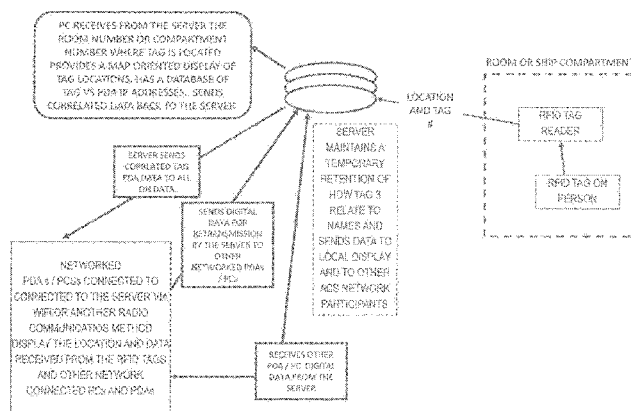 PC RECEIVES FROM THE SERVER THE
ROOM NUMBER OR COMPARTMENT
NUMBER WHERE TAG IS LOCATED
PROVIDES A MAP ORIENTED DISPLAY OF
TAG LOCATIONS. HAS A DATABASE OF
TAG VS PDA IP ADDRESSES. SENDS
CORRELATED DATA BACK TO THE SERVER
ROOM OR SHIP COMPARTMENT
LOCATION
AND TAG
#
RFID TAG
READER
RFID TAG ON
PERSON
SERVER
MAINTAINS A
TEMPORARY
RETENTION OF
HOW TAG
RELATE TO
NAMES AND
SENDS DATA TO
LOCAL DISPLAY
AND TO OTHER
ACS NETWORK
PARTICIPANTS
SERVER SENDS
CORRELATED TAG
PDA DATA TO ALL
DATA.
SENDS DIGITAL
DATA FOR
RETRANSMISSION
BY THE SERVER TO
OTHER
NETWORKED PDAs
/ PCs
NETWORKED
PDA s / PCs CONNECTED TO
CONNECTED TO THE SERVER VIA
WIFI OR ANOTHER RADIO
COMMUNICATION METHOD
DISPLAY THE LOCATION AND DATA
RECEIVED FROM THE RFID TAGS
AND OTHER NETWORK
CONNECTED PCs AND PDAs
RECEIVES OTHER
PDA / PC DIGITAL
DATA FROM THE
SERVER